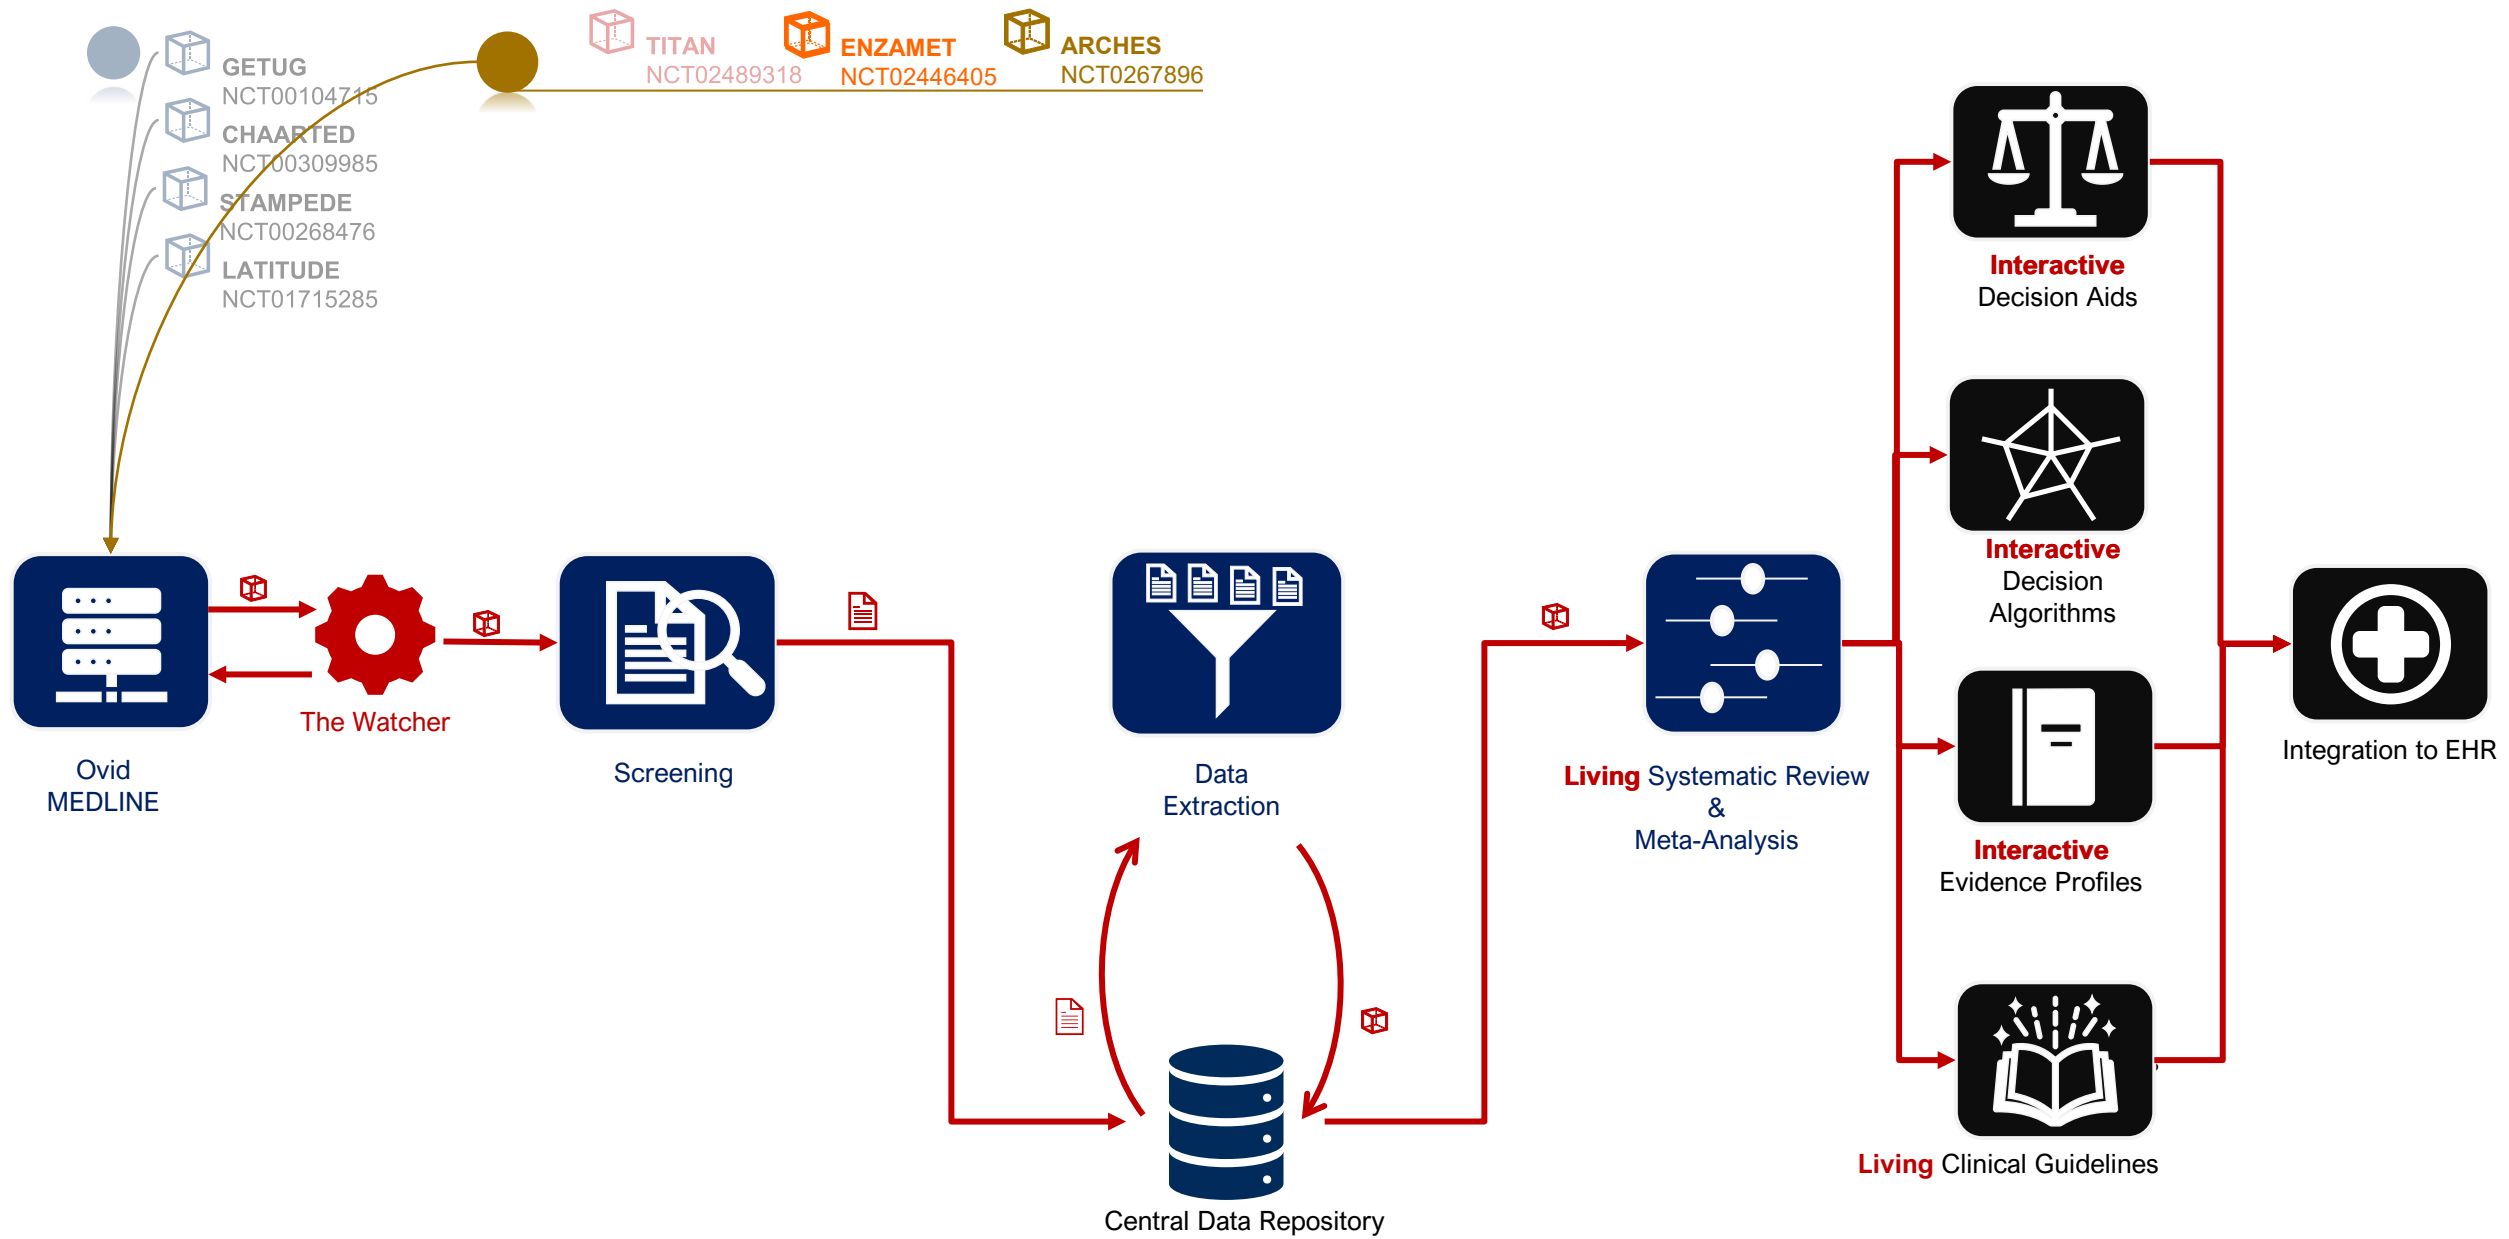 GETUG
NCT00104715
CHAARTED
NCT00309985
STAMPEDE
NCT00268476
LATITUDE
NCT01715285
TITAN
NCT02489318
ENZAMET
NCT02446405
ARCHES
NCT0267896
Ovid
MEDLINE
The Watcher
Screening
Data
Extraction
Central Data Repository
Living Systematic Review
&
Meta-Analysis
Interactive
Decision Aids
Interactive
Decision
Algorithms
Interactive
Evidence Profiles
Living Clinical Guidelines
Integration to EHR